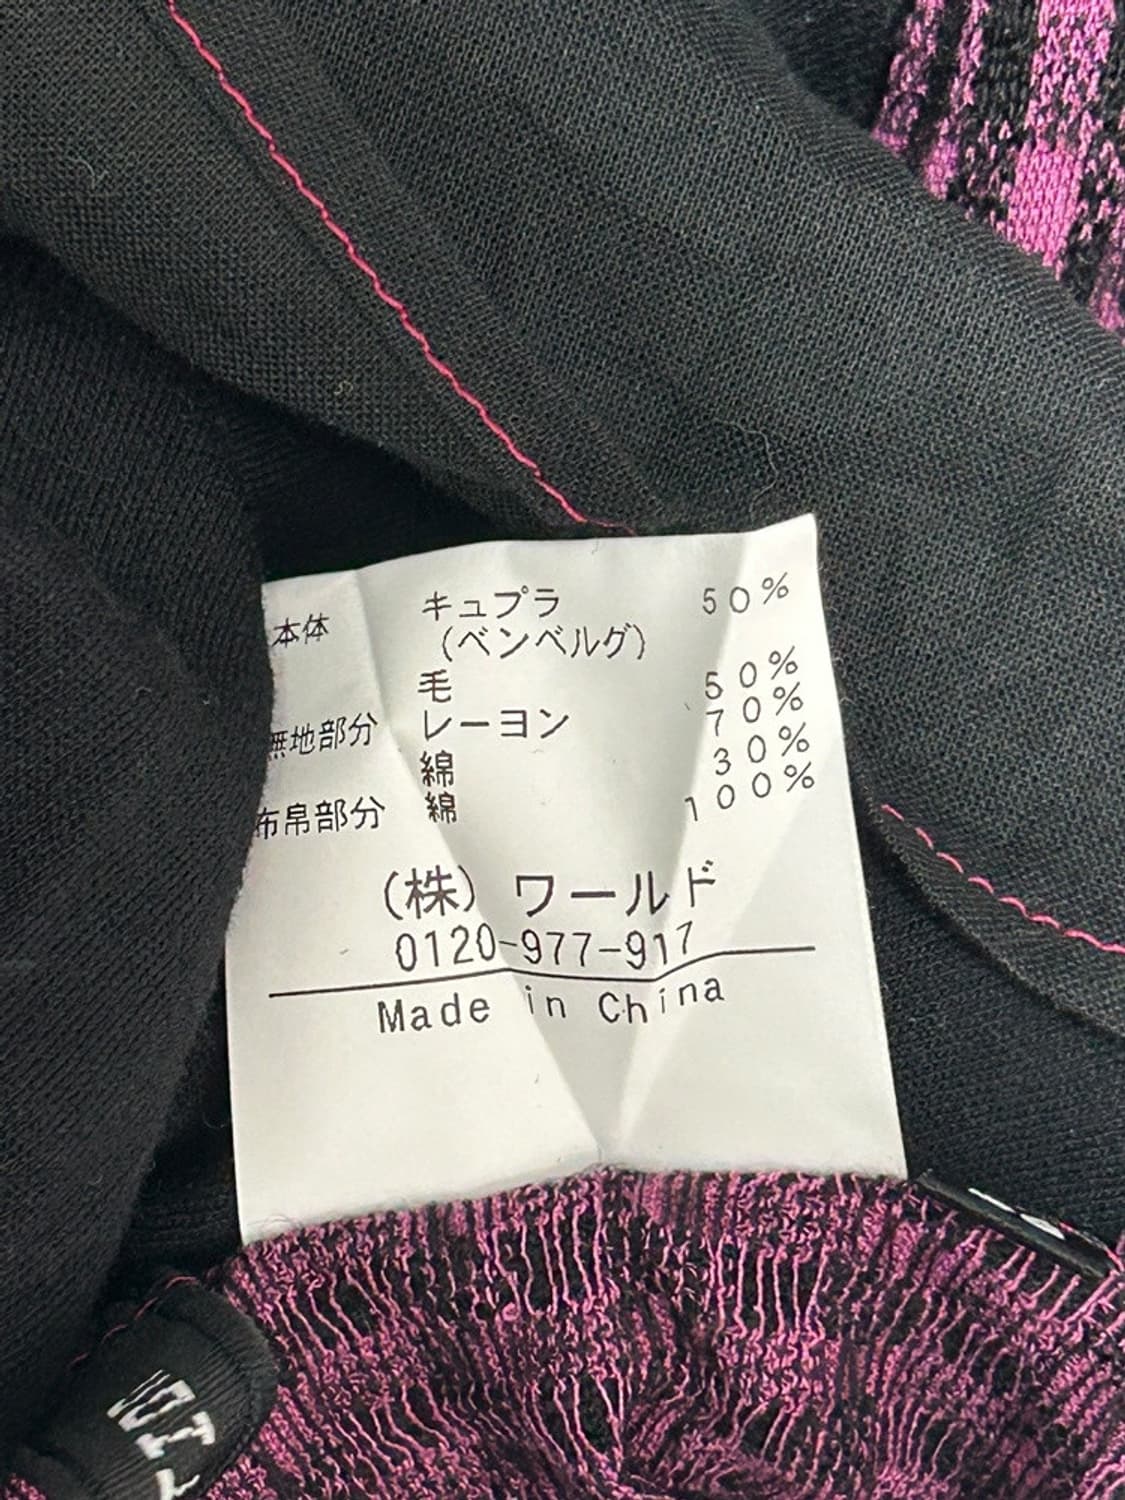 本体 キュプラ 50%
(ベンベルグ)
毛 50%
無地部分 レーヨン 70%
綿 30%
布帛部分 綿 100%
(株) ワールド
0120-977-917
Made in China